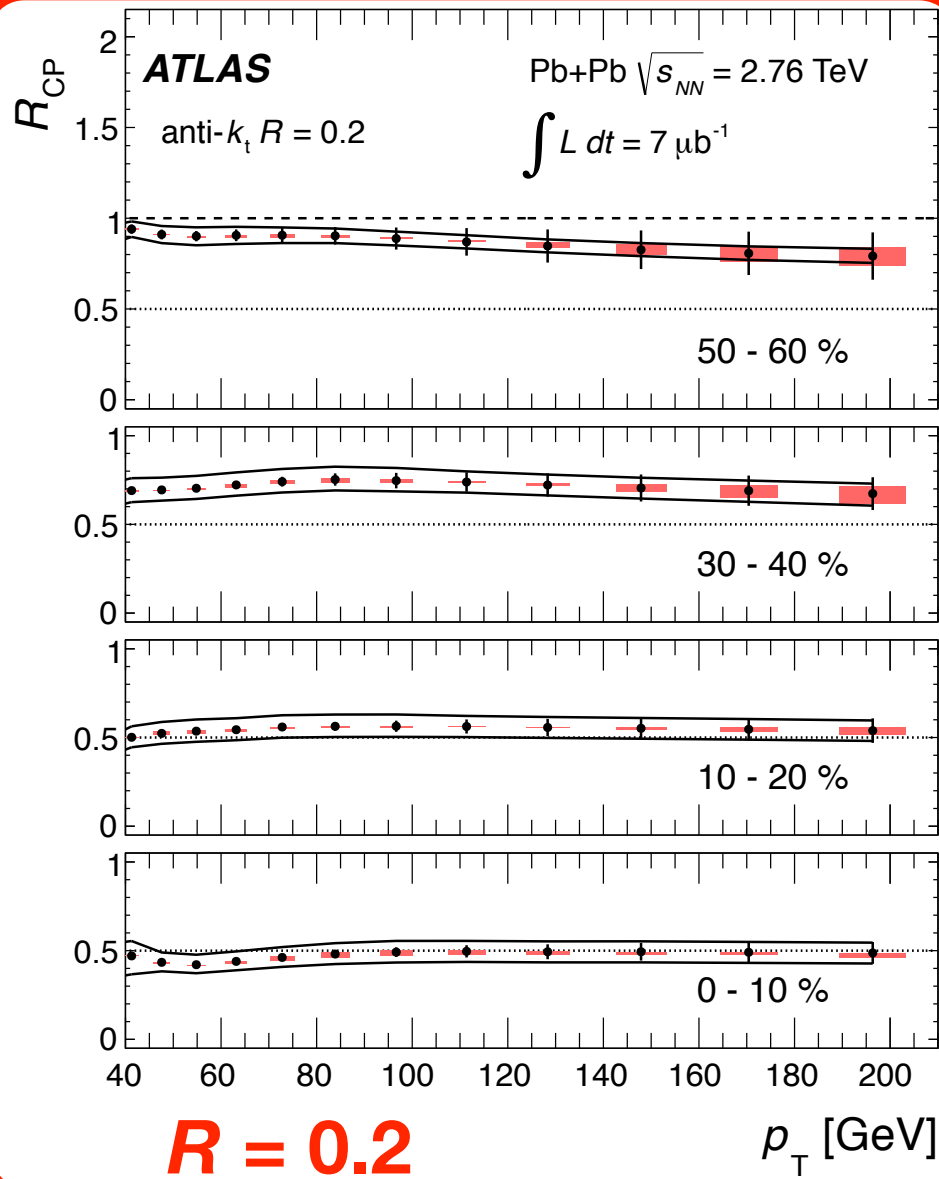 R_CP
2
1.5
1
0.5
0
ATLAS
anti-k_t R = 0.2
Pb+Pb √s_NN = 2.76 TeV
∫ L dt = 7 μb^-1
50 - 60 %
1
0.5
0
30 - 40 %
1
0.5
0
10 - 20 %
1
0.5
0
0 - 10 %
40 60 80 100 120 140 160 180 200
R = 0.2
p_T [GeV]